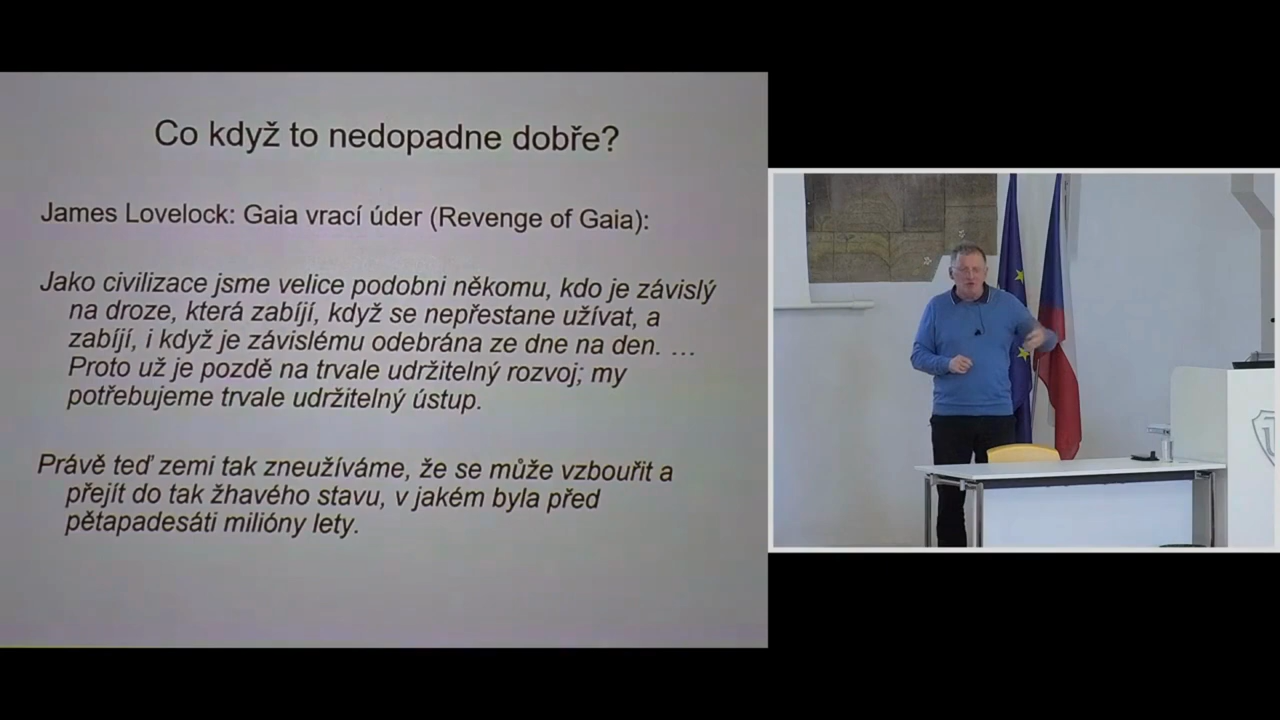 Co když to nedopadne dobře?
James Lovelock: Gaia vrací úder (Revenge of Gaia):
Jako civilizace jsme velice podobni někomu, kdo je závislý
na droze, která zabíjí, když se nepřestane užívat, a
zabíjí, i když je závislému odebrána ze dne na den. …
Proto už je pozdě na trvale udržitelný rozvoj; my
potřebujeme trvale udržitelný ústup.
Právě teď zemi tak zneužíváme, že se může vzbouřit a
přejít do tak žhavého stavu, v jakém byla před
pětapadesáti milióny lety.